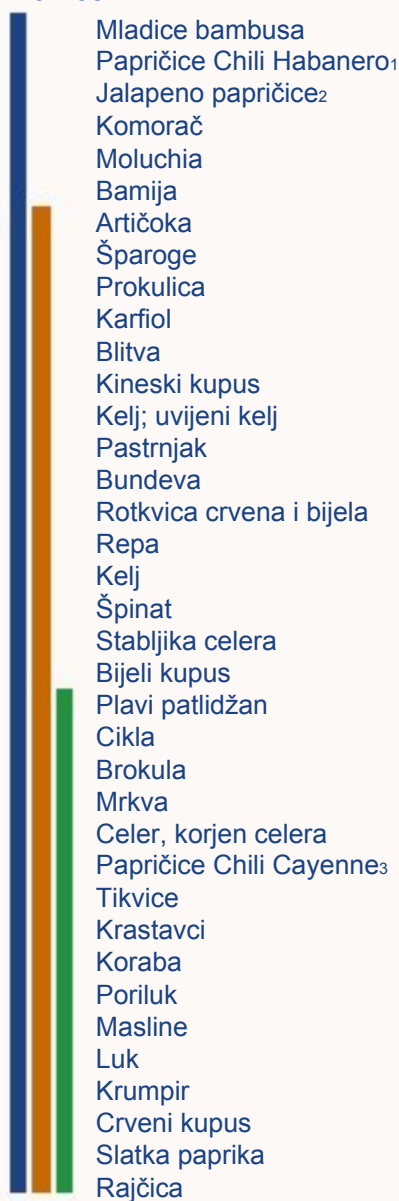 Mladice bambusa
Papričice Chili Habanero1
Jalapeno papričice2
Komorač
Moluchia
Bamija
Artičoka
Šparoge
Prokulica
Karfiol
Blitva
Kineski kupus
Kelj; uvijeni kelj
Pastrnjak
Bundeva
Rotkvica crvena i bijela
Repa
Kelj
Špinat
Stabljika celera
Bijeli kupus
Plavi patlidžan
Cikla
Brokula
Mrkva
Celer, korjen celera
Papričice Chili Cayenne3
Tikvice
Krastavci
Koraba
Poriluk
Masline
Luk
Krumpir
Crveni kupus
Slatka paprika
Rajčica